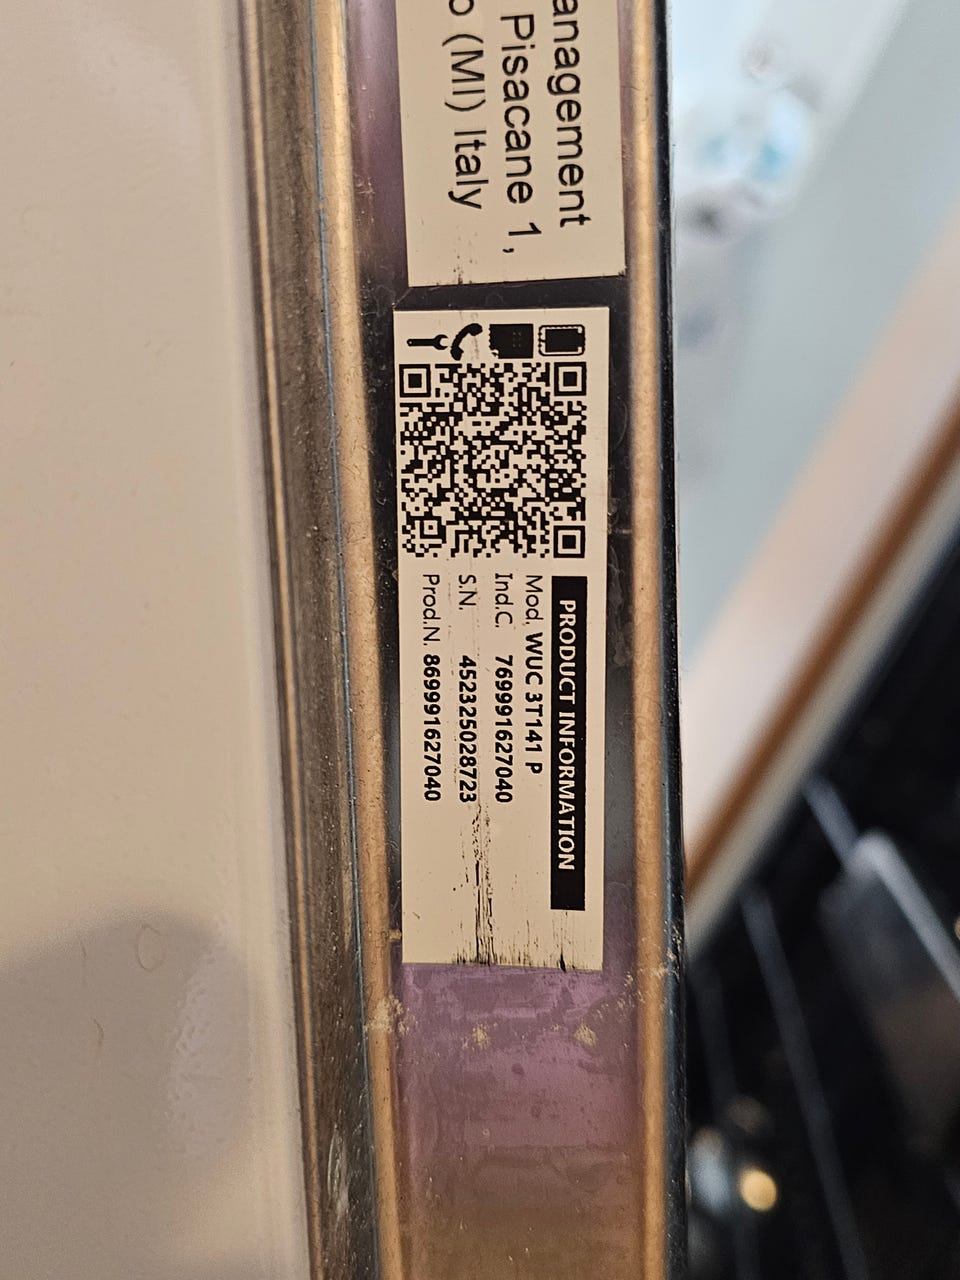 anagement
Pisacane 1,
o (MI) Italy
PRODUCT INFORMATION
Mod. WUC 3T141 P
Ind.C. 769991627040
S.N. 452325028723
Prod.N. 869991627040